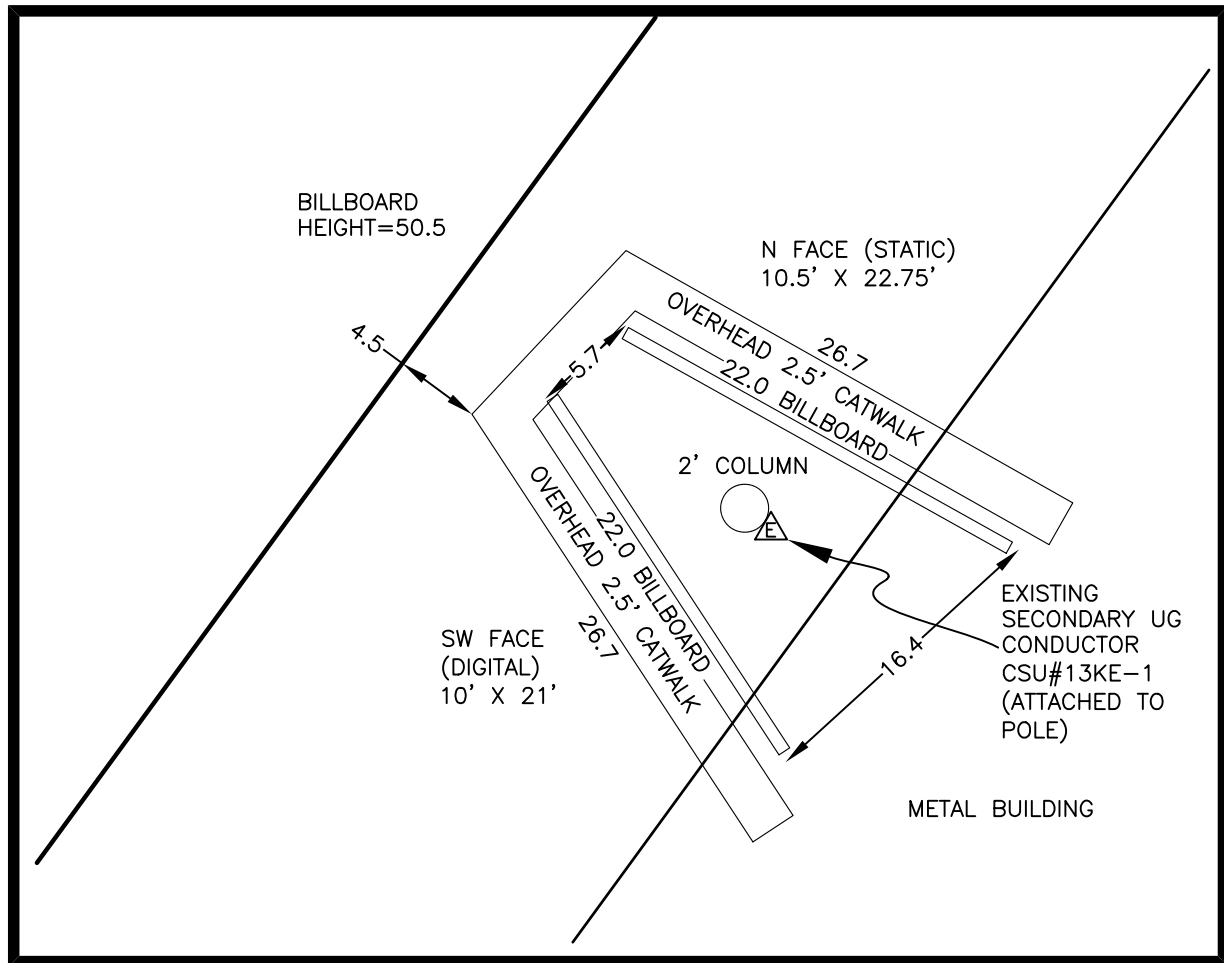 BILLBOARD
HEIGHT=50.5
N FACE (STATIC)
10.5' X 22.75'
4.5
26.7
OVERHEAD 2.5' CATWALK
22.0 BILLBOARD
5.7
2' COLUMN
E
22.0 BILLBOARD
OVERHEAD 2.5' CATWALK
26.7
SW FACE
(DIGITAL)
10' X 21'
EXISTING
SECONDARY UG
CONDUCTOR
CSU#13KE-1
(ATTACHED TO
POLE)
16.4
METAL BUILDING